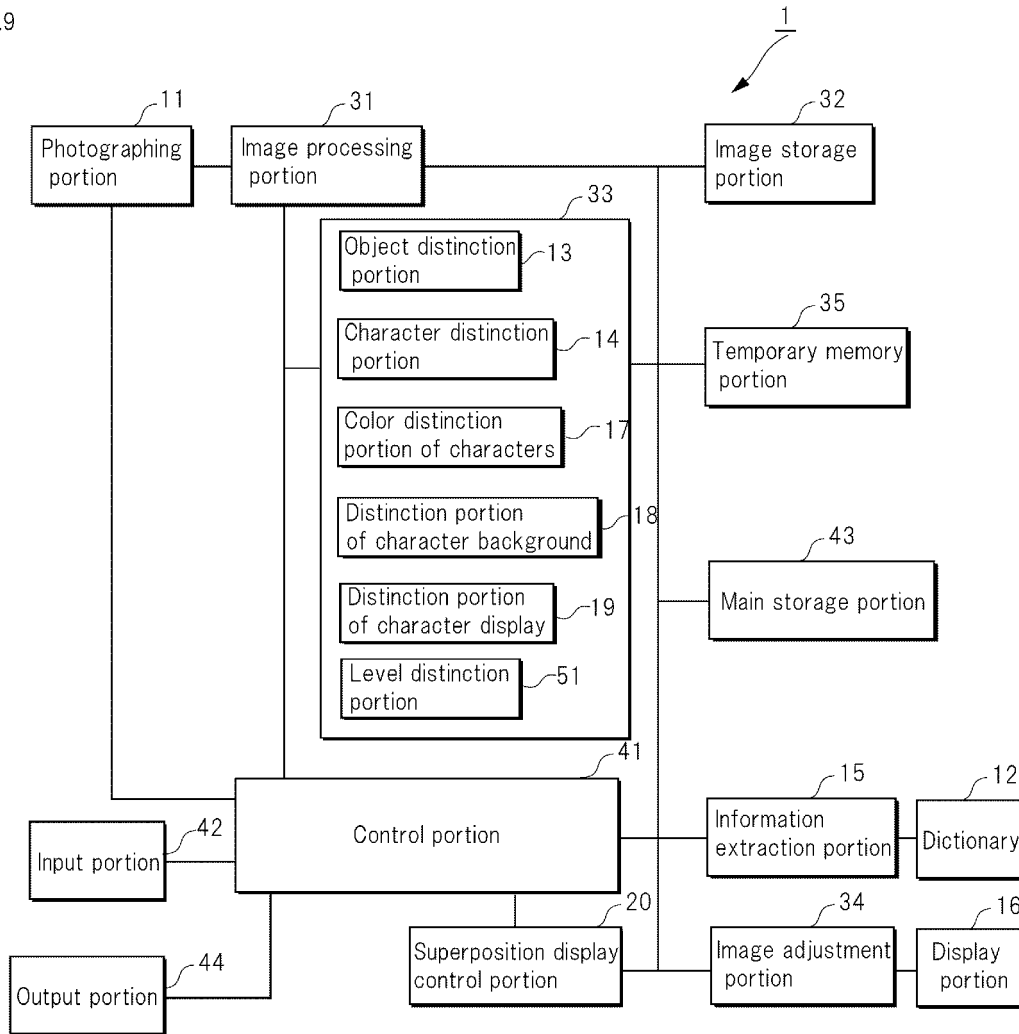 .9
1
11
31
32
Photographing
portion
Image processing
portion
Image storage
portion
33
Object distinction
portion
13
Character distinction
portion
14
35
Temporary memory
portion
Color distinction
portion of characters
17
Distinction portion
of character background
18
43
Main storage portion
Distinction portion
of character display
19
Level distinction
portion
51
41
Control portion
15
Information
extraction portion
12
Dictionary
42
Input portion
20
Superposition display
control portion
34
Image adjustment
portion
16
Display
portion
44
Output portion